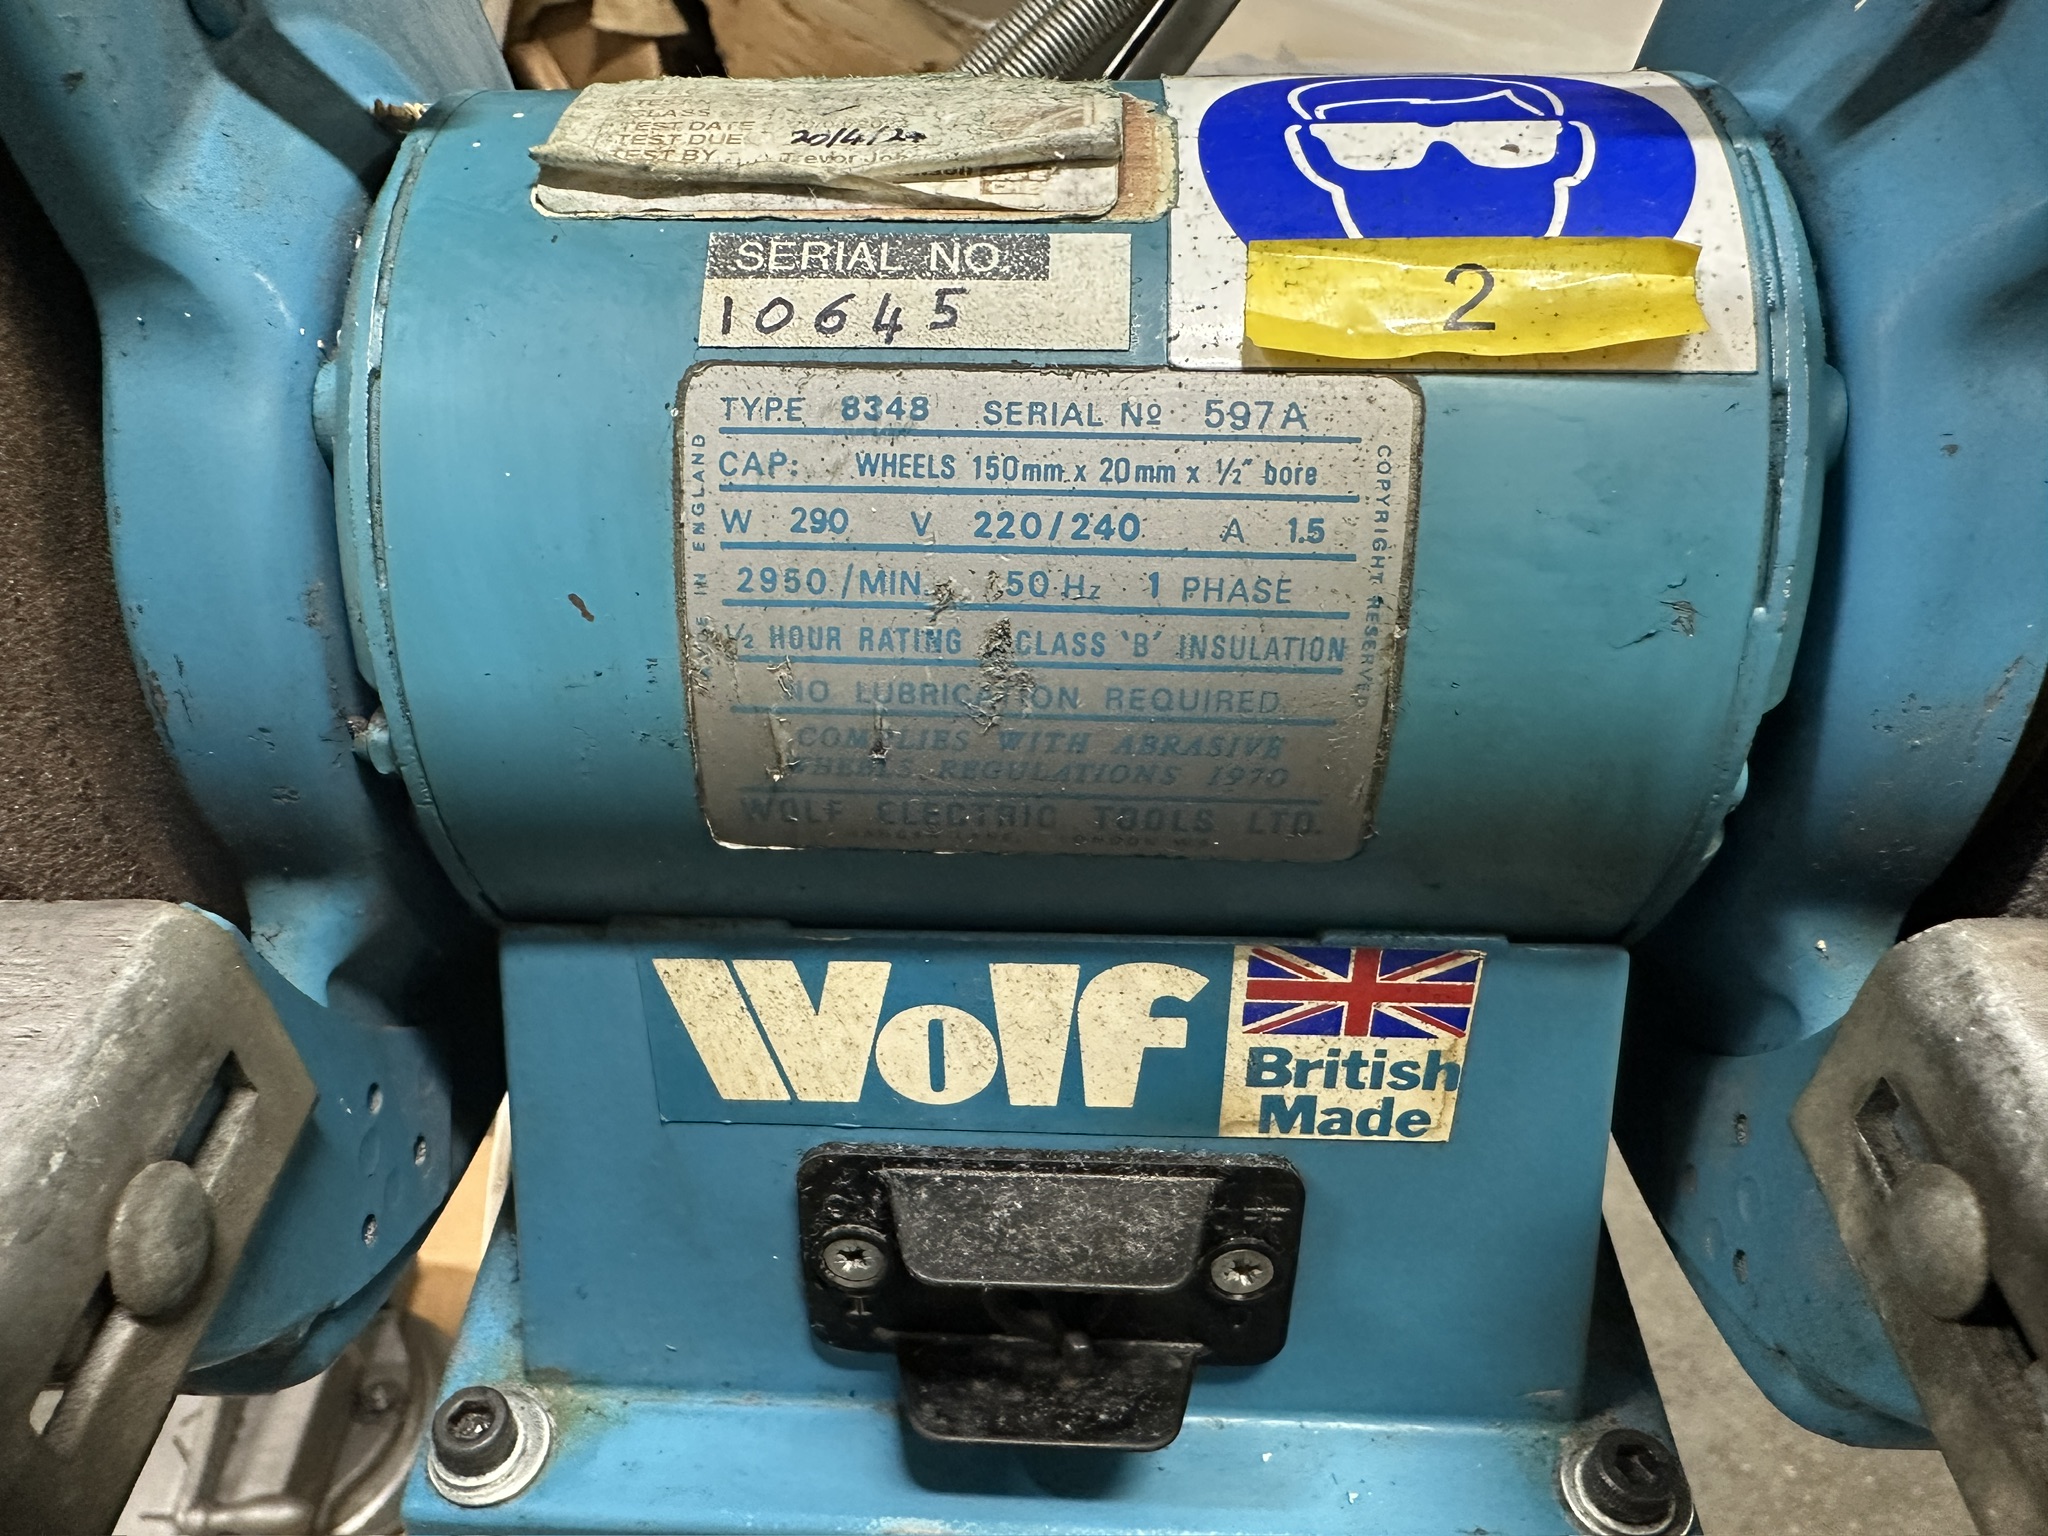 TEST DATE
TEST DUE 20/4/2
TEST BY Trevor Joh
SERIAL NO.
10645
2
TYPE 8348 SERIAL Nº 597A
CAP: WHEELS 150mm x 20mm x ½" bore
W 290 V 220/240 A 1.5
2950 /MIN. 50 Hz 1 PHASE
½ HOUR RATING CLASS 'B' INSULATION
NO LUBRICATION REQUIRED
COMPLIES WITH ABRASIVE
WHEELS REGULATIONS 1970
WOLF ELECTRIC TOOLS LTD.
MADE IN ENGLAND
COPYRIGHT RESERVED
Wolf
British
Made
OFF